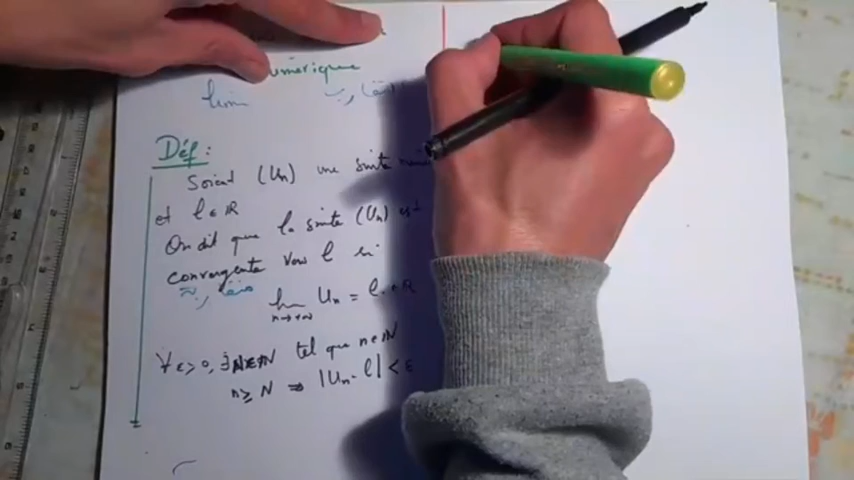 numérique
lim
Déf:
Soient (Un) une suite
et l ∈ ℝ
On dit que la suite (Un) est
convergente vers l si
lim Un = l
n→+∞
∀ε>0, ∃N∈ℕ tel que n∈ℕ
n≥N ⇒ |Un-l|<ε